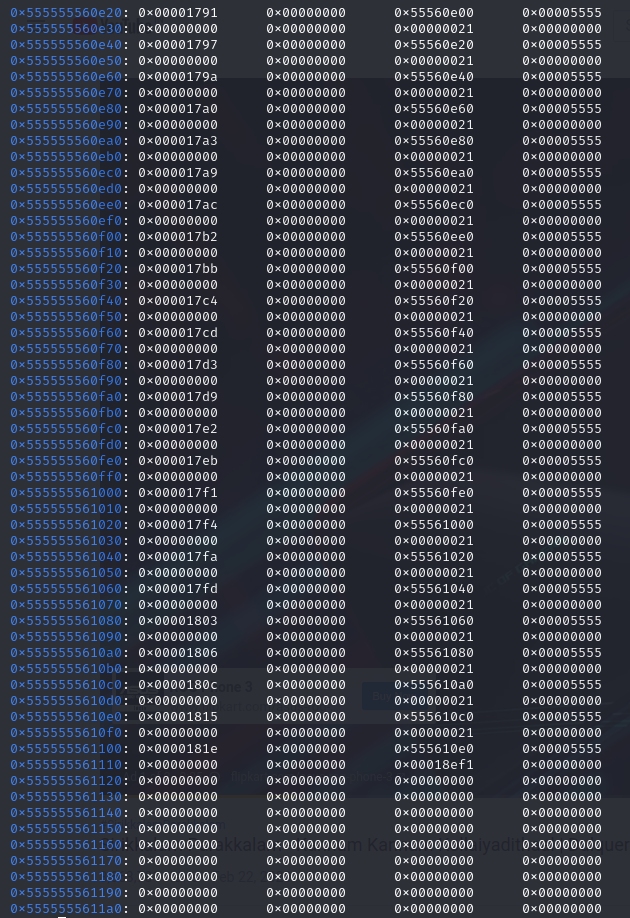 0x555555560e20: 0x00001791 0x00000000 0x55560e00 0x00005555
0x555555560e30: 0x00000000 0x00000000 0x00000021 0x00000000
0x555555560e40: 0x00001797 0x00000000 0x55560e20 0x00005555
0x555555560e50: 0x00000000 0x00000000 0x00000021 0x00000000
0x555555560e60: 0x0000179a 0x00000000 0x55560e40 0x00005555
0x555555560e70: 0x00000000 0x00000000 0x00000021 0x00000000
0x555555560e80: 0x000017a0 0x00000000 0x55560e60 0x00005555
0x555555560e90: 0x00000000 0x00000000 0x00000021 0x00000000
0x555555560ea0: 0x000017a3 0x00000000 0x55560e80 0x00005555
0x555555560eb0: 0x00000000 0x00000000 0x00000021 0x00000000
0x555555560ec0: 0x000017a9 0x00000000 0x55560ea0 0x00005555
0x555555560ed0: 0x00000000 0x00000000 0x00000021 0x00000000
0x555555560ee0: 0x000017ac 0x00000000 0x55560ec0 0x00005555
0x555555560ef0: 0x00000000 0x00000000 0x00000021 0x00000000
0x555555560f00: 0x000017b2 0x00000000 0x55560ee0 0x00005555
0x555555560f10: 0x00000000 0x00000000 0x00000021 0x00000000
0x555555560f20: 0x000017bb 0x00000000 0x55560f00 0x00005555
0x555555560f30: 0x00000000 0x00000000 0x00000021 0x00000000
0x555555560f40: 0x000017c4 0x00000000 0x55560f20 0x00005555
0x555555560f50: 0x00000000 0x00000000 0x00000021 0x00000000
0x555555560f60: 0x000017cd 0x00000000 0x55560f40 0x00005555
0x555555560f70: 0x00000000 0x00000000 0x00000021 0x00000000
0x555555560f80: 0x000017d3 0x00000000 0x55560f60 0x00005555
0x555555560f90: 0x00000000 0x00000000 0x00000021 0x00000000
0x555555560fa0: 0x000017d9 0x00000000 0x55560f80 0x00005555
0x555555560fb0: 0x00000000 0x00000000 0x00000021 0x00000000
0x555555560fc0: 0x000017e2 0x00000000 0x55560fa0 0x00005555
0x555555560fd0: 0x00000000 0x00000000 0x00000021 0x00000000
0x555555560fe0: 0x000017eb 0x00000000 0x55560fc0 0x00005555
0x555555560ff0: 0x00000000 0x00000000 0x00000021 0x00000000
0x555555561000: 0x000017f1 0x00000000 0x55560fe0 0x00005555
0x555555561010: 0x00000000 0x00000000 0x00000021 0x00000000
0x555555561020: 0x000017f4 0x00000000 0x55561000 0x00005555
0x555555561030: 0x00000000 0x00000000 0x00000021 0x00000000
0x555555561040: 0x000017fa 0x00000000 0x55561020 0x00005555
0x555555561050: 0x00000000 0x00000000 0x00000021 0x00000000
0x555555561060: 0x000017fd 0x00000000 0x55561040 0x00005555
0x555555561070: 0x00000000 0x00000000 0x00000021 0x00000000
0x555555561080: 0x00001803 0x00000000 0x55561060 0x00005555
0x555555561090: 0x00000000 0x00000000 0x00000021 0x00000000
0x5555555610a0: 0x00001806 0x00000000 0x55561080 0x00005555
0x5555555610b0: 0x00000000 0x00000000 0x00000021 0x00000000
0x5555555610c0: 0x0000180c 0x00000000 0x555610a0 0x00005555
0x5555555610d0: 0x00000000 0x00000000 0x00000021 0x00000000
0x5555555610e0: 0x00001815 0x00000000 0x555610c0 0x00005555
0x5555555610f0: 0x00000000 0x00000000 0x00000021 0x00000000
0x555555561100: 0x0000181e 0x00000000 0x555610e0 0x00005555
0x555555561110: 0x00000000 0x00000000 0x00018ef1 0x00000000
0x555555561120: 0x00000000 0x00000000 0x00000000 0x00000000
0x555555561130: 0x00000000 0x00000000 0x00000000 0x00000000
0x555555561140: 0x00000000 0x00000000 0x00000000 0x00000000
0x555555561150: 0x00000000 0x00000000 0x00000000 0x00000000
0x555555561160: 0x00000000 0x00000000 0x00000000 0x00000000
0x555555561170: 0x00000000 0x00000000 0x00000000 0x00000000
0x555555561180: 0x00000000 0x00000000 0x00000000 0x00000000
0x555555561190: 0x00000000 0x00000000 0x00000000 0x00000000
0x5555555611a0: 0x00000000 0x00000000 0x00000000 0x00000000